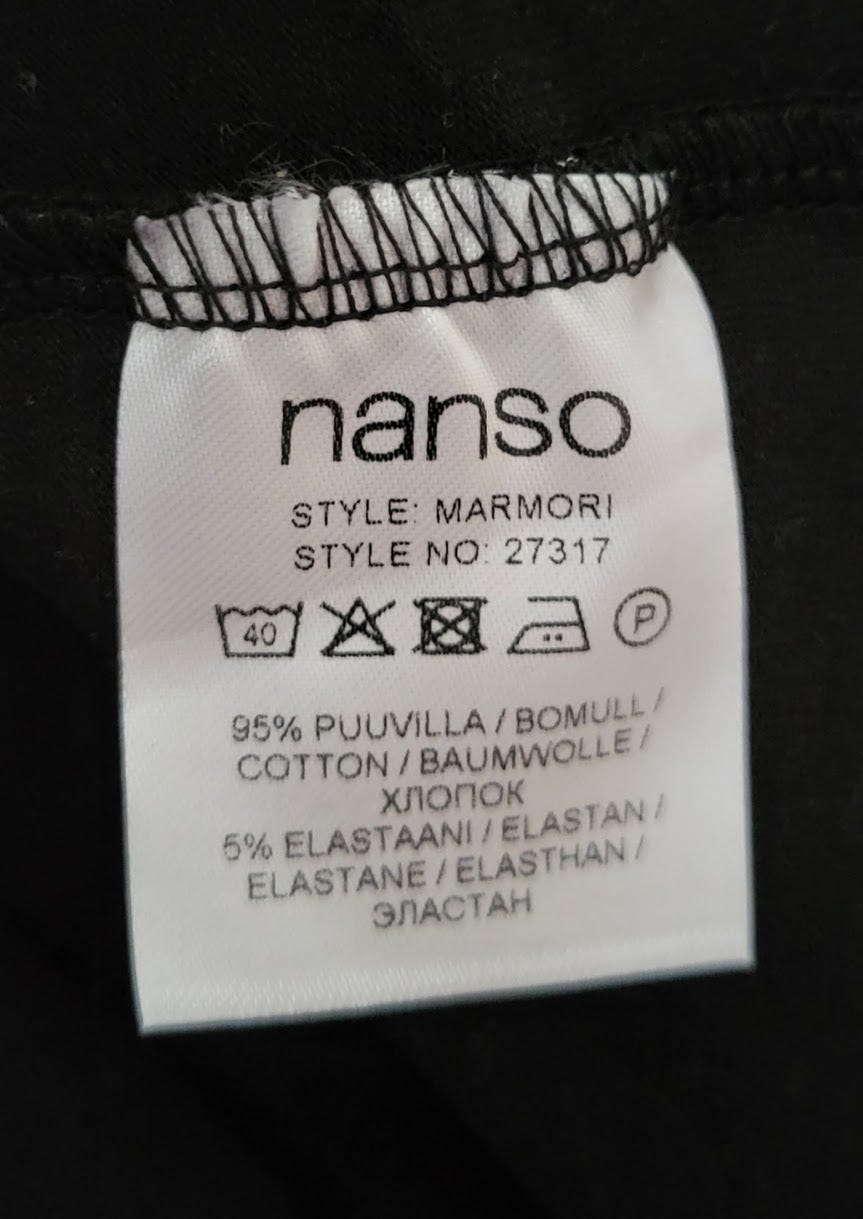 nanso
STYLE: MARMORI
STYLE NO: 27317
40 P
95% PUUVILLA / BOMULL /
COTTON / BAUMWOLLE /
ХЛОПОК
5% ELASTAANI / ELASTAN /
ELASTANE / ELASTHAN /
ЭЛАСТАН